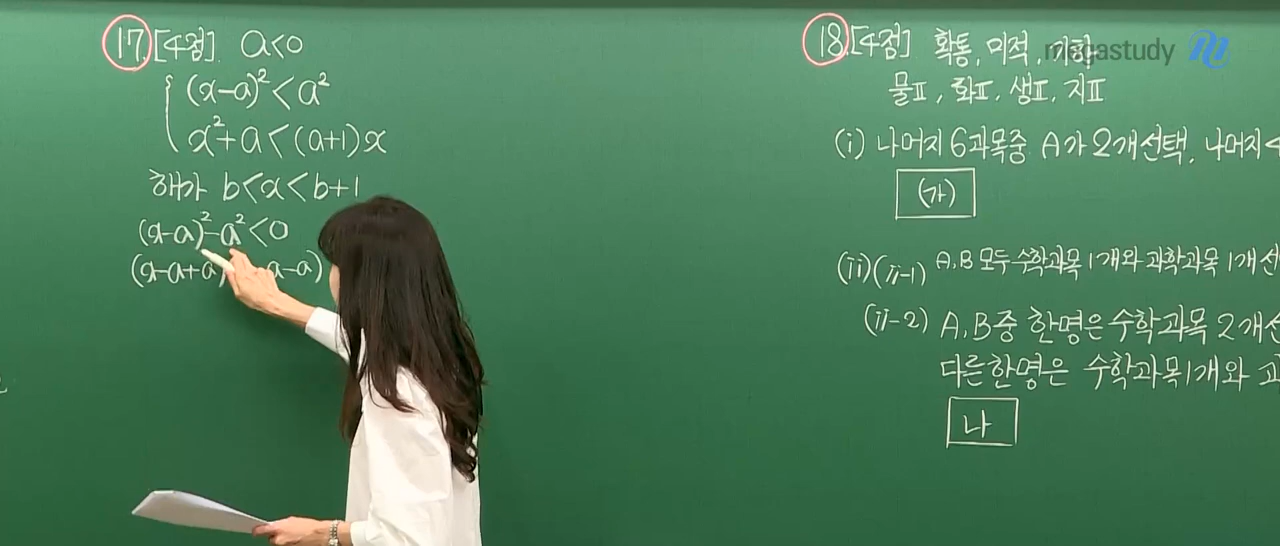 17. [4점]. a<0
(x-a)²<a²
x²+a<(a+1)x
해가 b<x<b+1
(x-a)²-a²<0
(x-a+a) a-a)
18. [4점] 확통, 미적, 기하
megastudy
물Ⅱ, 화Ⅱ, 생Ⅱ, 지Ⅱ
(i) 나머지 6과목중 A가 2개선택, 나머지 4
(가)
(ii) (ii-1) A,B 모두 수학과목 1개와 과학과목 1개 선
(ii-2) A,B중 한명은 수학과목 2개선
다른한명은 수학과목1개와 과
나